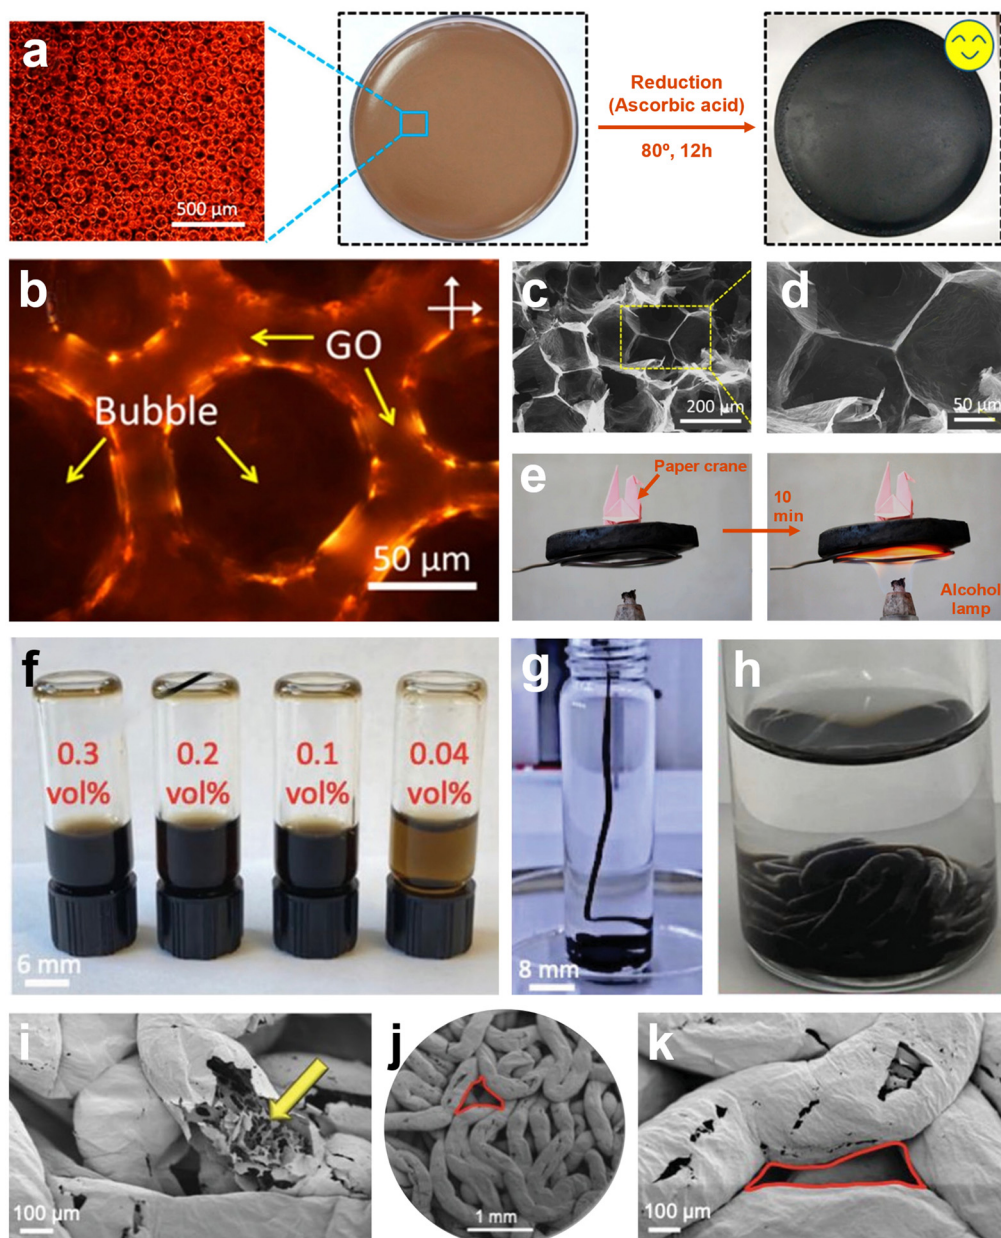 a
500 µm
Reduction
(Ascorbic acid)
80º, 12h
b
GO
Bubble
50 µm
c
200 µm
d
50 µm
e
Paper crane
10
min
Alcohol
lamp
f
0.3
vol%
0.2
vol%
0.1
vol%
0.04
vol%
6 mm
g
8 mm
h
i
100 µm
j
1 mm
k
100 µm